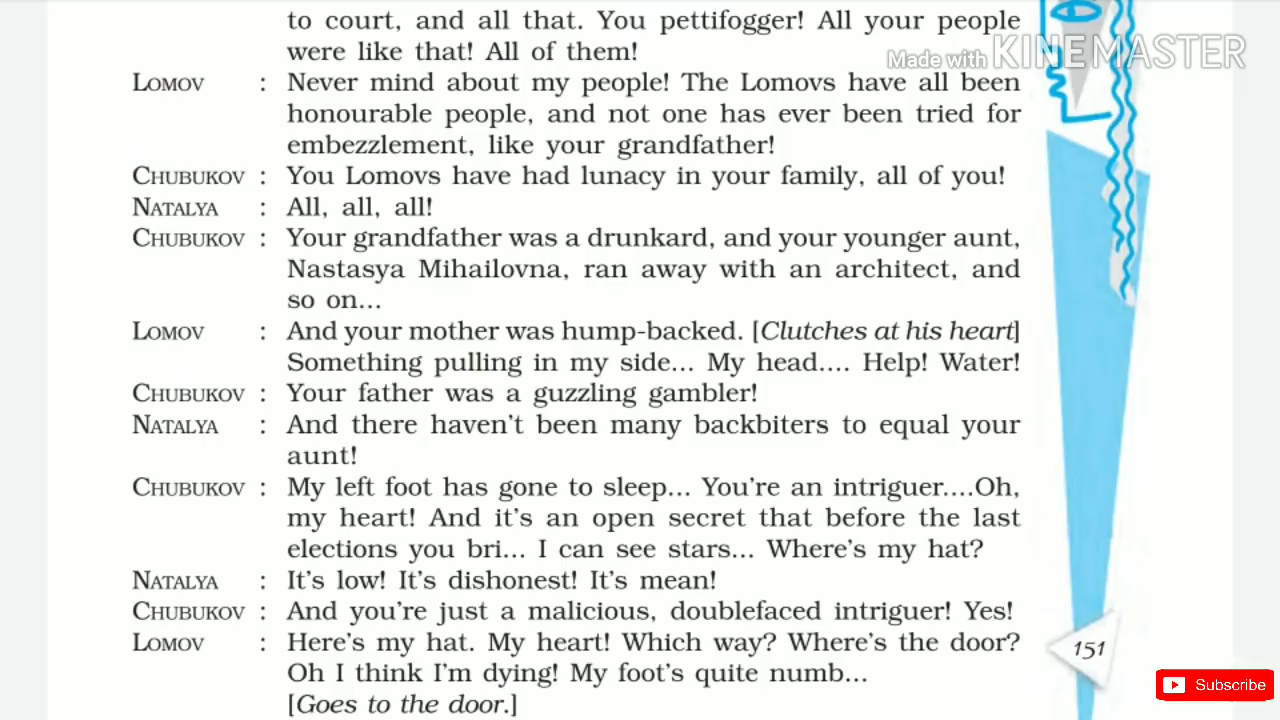 to court, and all that. You pettifogger! All your people
were like that! All of them!
Made with KINEMASTER
LOMOV : Never mind about my people! The Lomovs have all been
honourable people, and not one has ever been tried for
embezzlement, like your grandfather!
CHUBUKOV : You Lomovs have had lunacy in your family, all of you!
NATALYA : All, all, all!
CHUBUKOV : Your grandfather was a drunkard, and your younger aunt,
Nastasya Mihailovna, ran away with an architect, and
so on...
LOMOV : And your mother was hump-backed. [Clutches at his heart]
Something pulling in my side... My head.... Help! Water!
CHUBUKOV : Your father was a guzzling gambler!
NATALYA : And there haven't been many backbiters to equal your
aunt!
CHUBUKOV : My left foot has gone to sleep... You're an intriguer....Oh,
my heart! And it's an open secret that before the last
elections you bri... I can see stars... Where's my hat?
NATALYA : It's low! It's dishonest! It's mean!
CHUBUKOV : And you're just a malicious, doublefaced intriguer! Yes!
LOMOV : Here's my hat. My heart! Which way? Where's the door?
Oh I think I'm dying! My foot's quite numb...
[Goes to the door.]
151
Subscribe